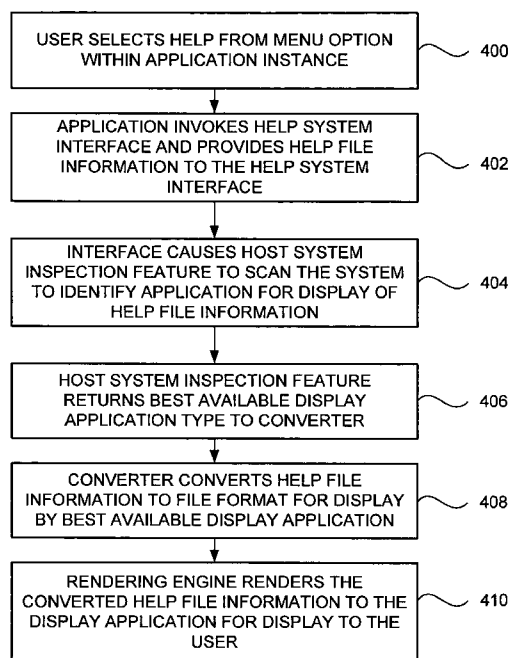 USER SELECTS HELP FROM MENU OPTION
WITHIN APPLICATION INSTANCE
400
APPLICATION INVOKES HELP SYSTEM
INTERFACE AND PROVIDES HELP FILE
INFORMATION TO THE HELP SYSTEM
INTERFACE
402
INTERFACE CAUSES HOST SYSTEM
INSPECTION FEATURE TO SCAN THE SYSTEM
TO IDENTIFY APPLICATION FOR DISPLAY OF
HELP FILE INFORMATION
404
HOST SYSTEM INSPECTION FEATURE
RETURNS BEST AVAILABLE DISPLAY
APPLICATION TYPE TO CONVERTER
406
CONVERTER CONVERTS HELP FILE
INFORMATION TO FILE FORMAT FOR DISPLAY
BY BEST AVAILABLE DISPLAY APPLICATION
408
RENDERING ENGINE RENDERS THE
CONVERTED HELP FILE INFORMATION TO THE
DISPLAY APPLICATION FOR DISPLAY TO THE
USER
410